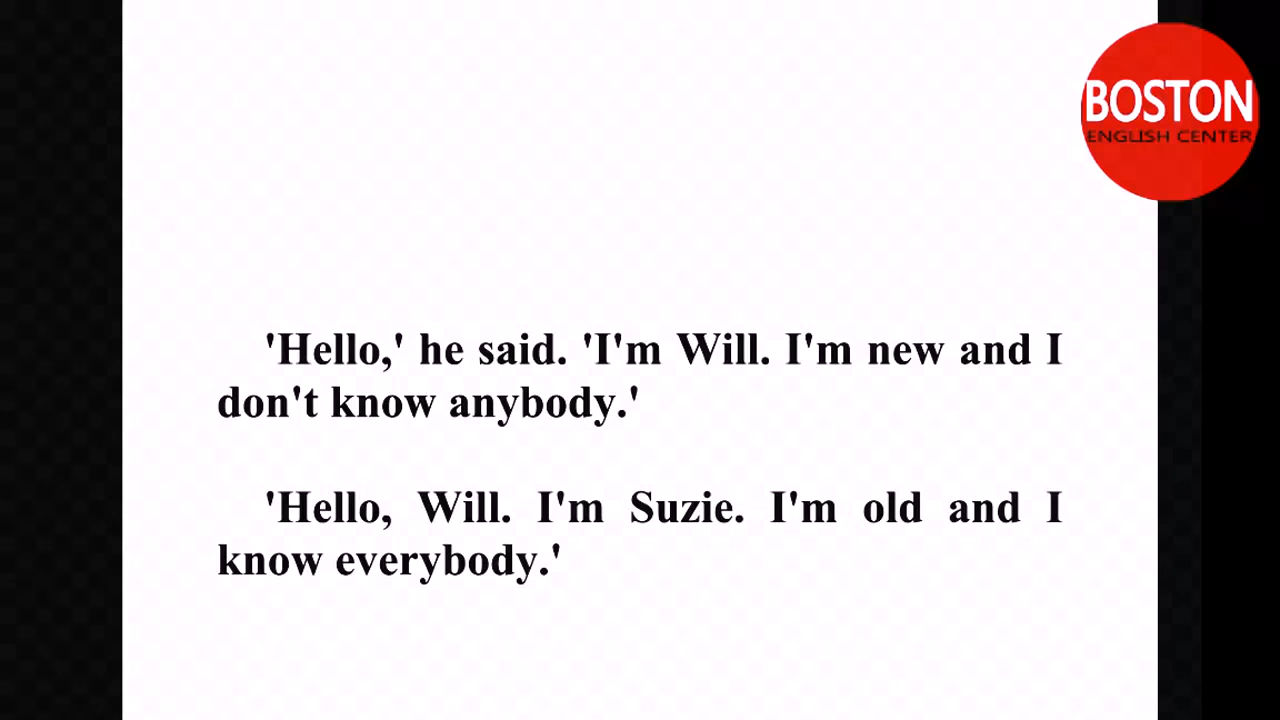 BOSTON
ENGLISH CENTER
'Hello,' he said. 'I'm Will. I'm new and I
don't know anybody.'
'Hello, Will. I'm Suzie. I'm old and I
know everybody.'